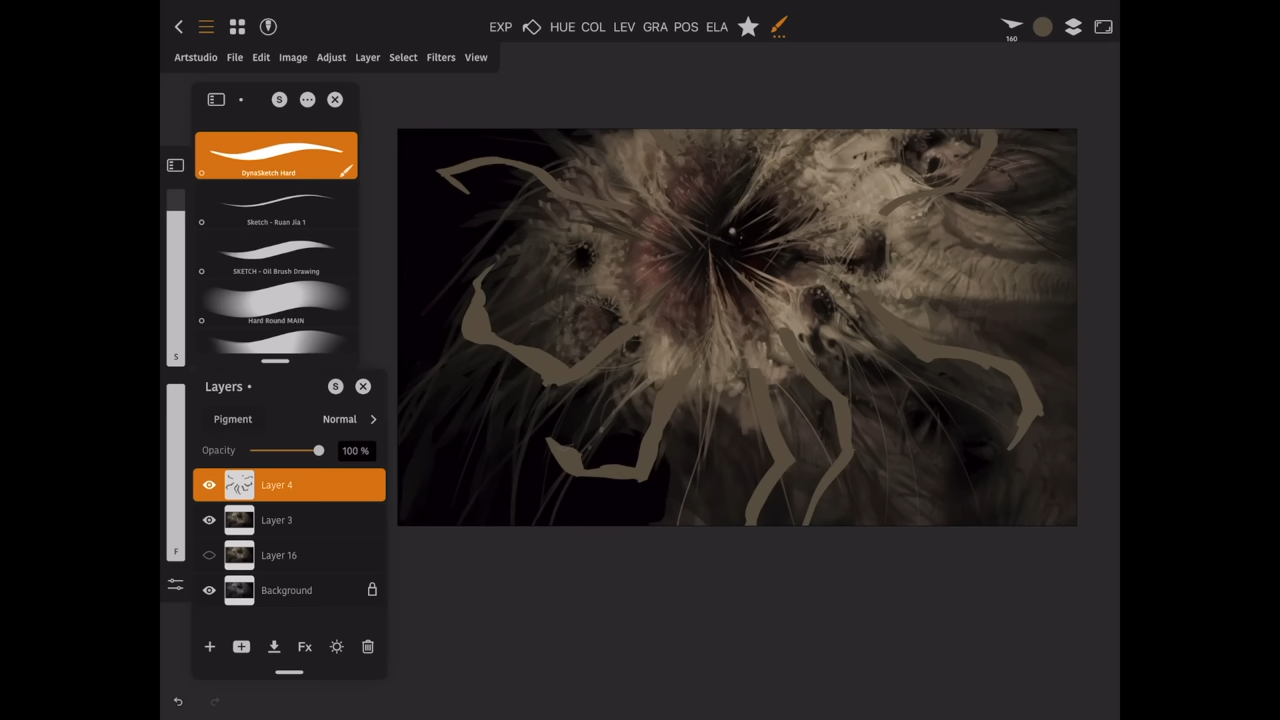 EXP HUE COL LEV GRA POS ELA
160
Artstudio File Edit Image Adjust Layer Select Filters View
S
DynaSketch Hard
Sketch - Ruan Jia 1
SKETCH - Oil Brush Drawing
Hard Round MAIN
S
Layers •
S
Pigment Normal
Opacity 100 %
Layer 4
Layer 3
F
Layer 16
Background
Fx